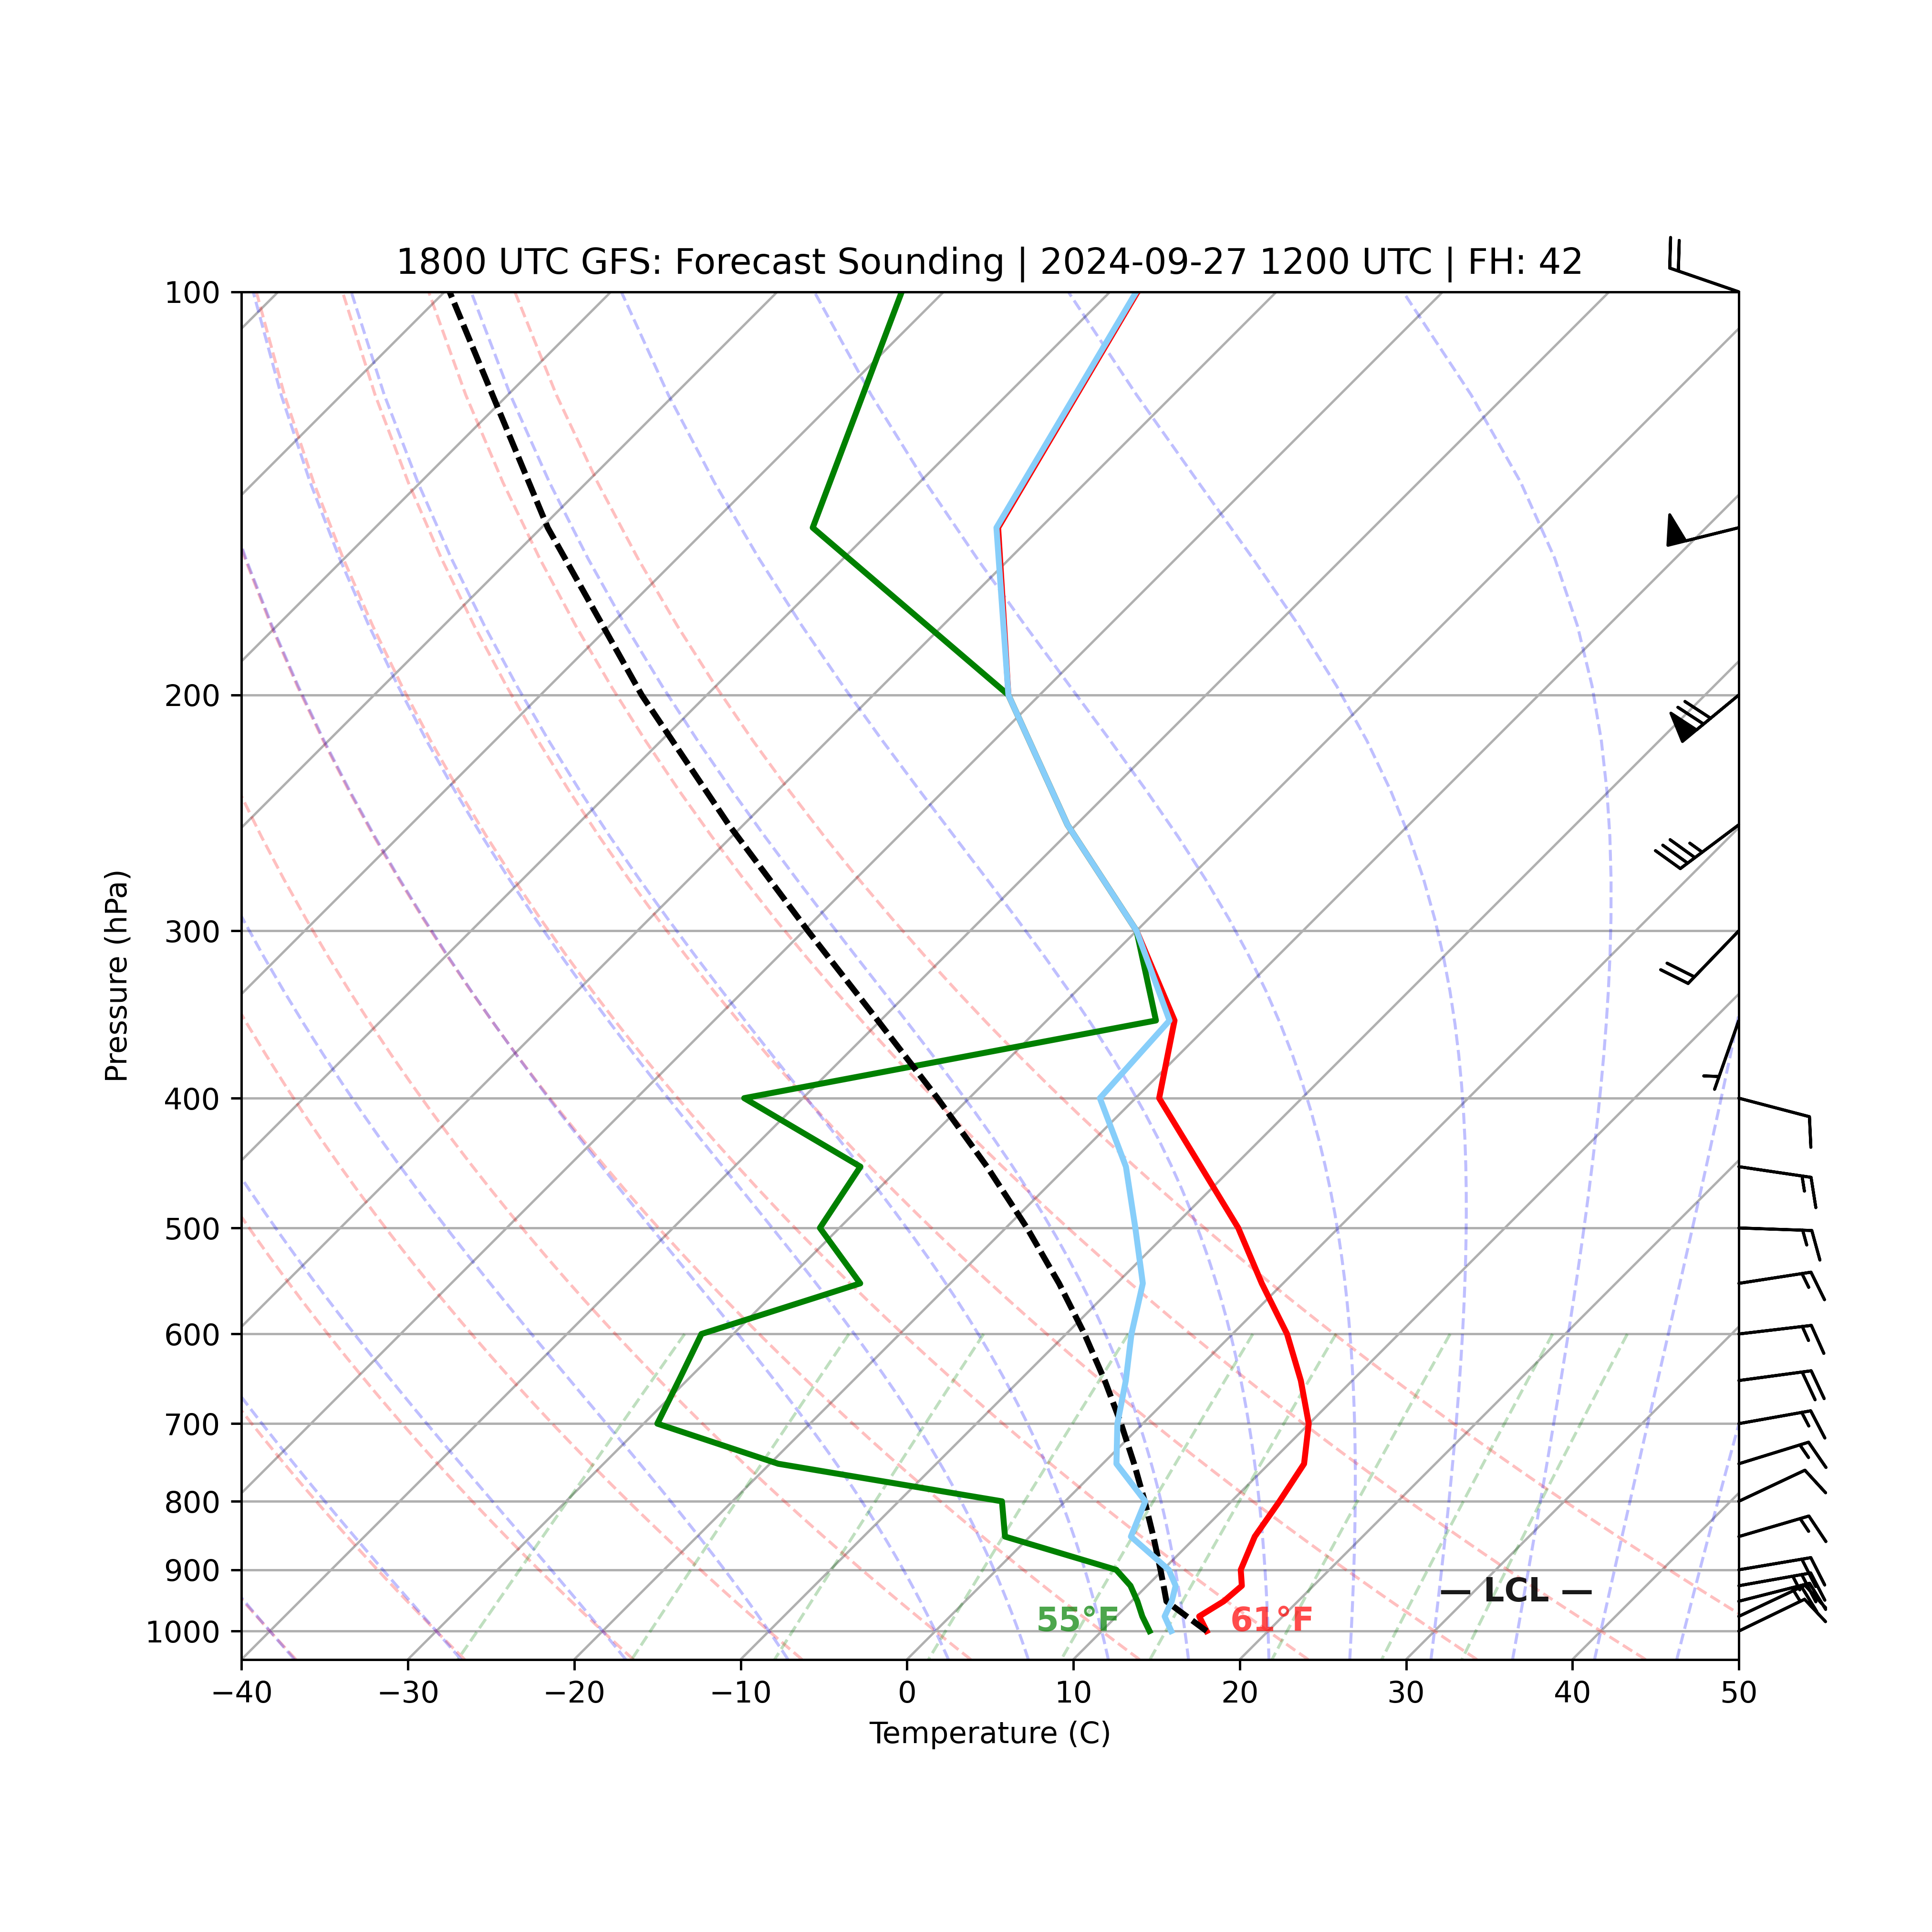 1800 UTC GFS: Forecast Sounding | 2024-09-27 1200 UTC | FH: 42
100
200
300
400
500
600
700
800
900
1000
Pressure (hPa)
— LCL —
55°F
61°F
−40 −30 −20 −10 0 10 20 30 40 50
Temperature (C)